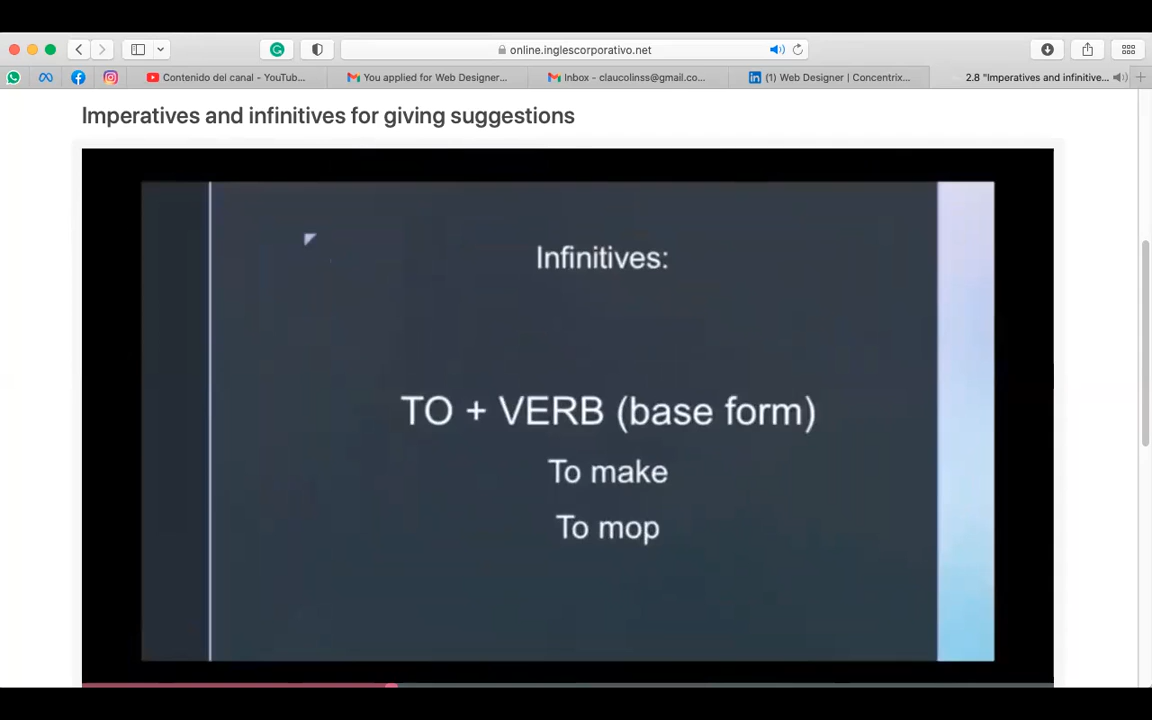 online.inglescorporativo.net
Contenido del canal - YouTub...
You applied for Web Designer...
Inbox - claucolinss@gmail.co...
(1) Web Designer | Concentrix...
2.8 "Imperatives and infinitive...
Imperatives and infinitives for giving suggestions
Infinitives:
TO + VERB (base form)
To make
To mop